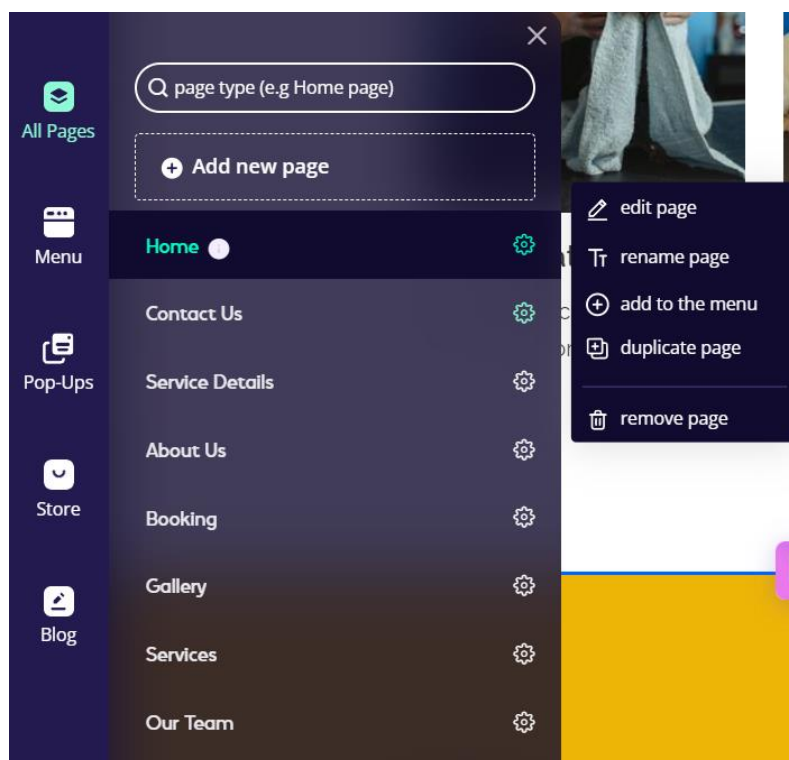 All Pages
Menu
Pop-Ups
Store
Blog
page type (e.g Home page)
Add new page
Home
Contact Us
Service Details
About Us
Booking
Gallery
Services
Our Team
edit page
rename page
add to the menu
duplicate page
remove page